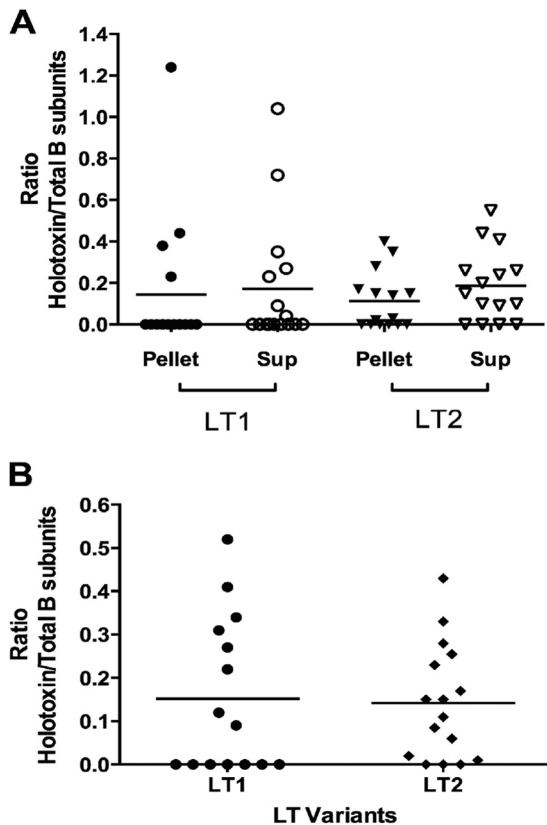 A
Ratio
Holotoxin/Total B subunits
1.4
1.2
1.0
0.8
0.6
0.4
0.2
0.0
Pellet Sup Pellet Sup
LT1 LT2
B
Ratio
Holotoxin/Total B subunits
0.6
0.5
0.4
0.3
0.2
0.1
0.0
LT1 LT2
LT Variants